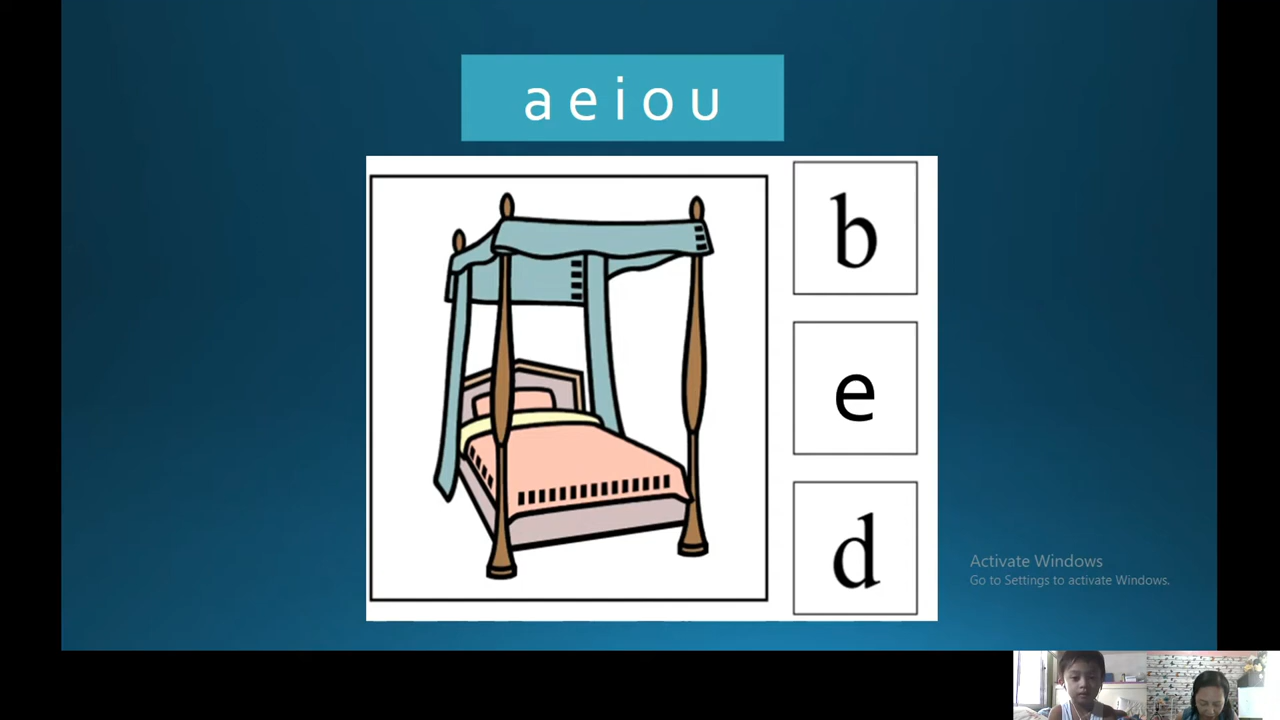 a e i o u
b
e
d
Activate Windows
Go to Settings to activate Windows.